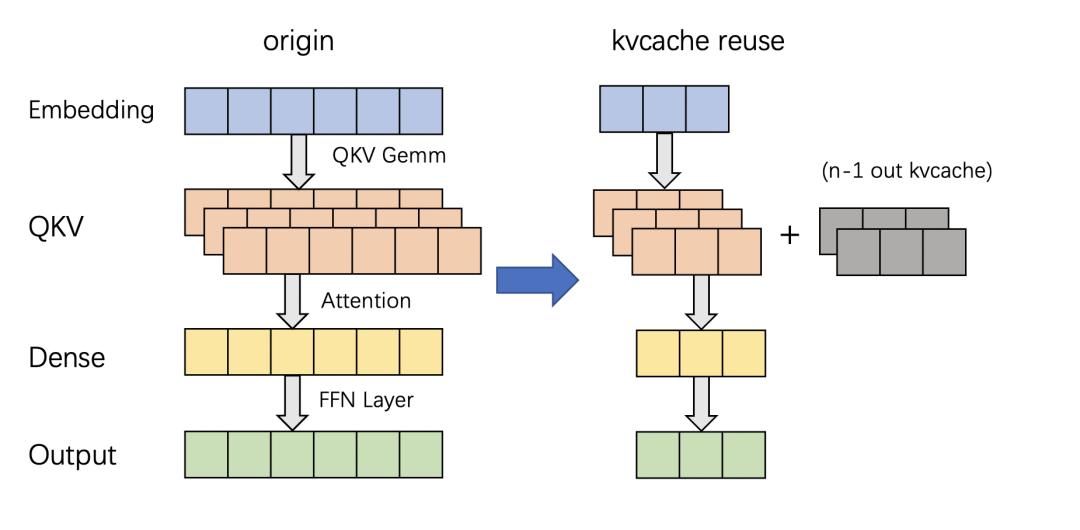 origin
kvcache reuse
Embedding
QKV Gemm
(n-1 out kvcache)
QKV
+
Attention
Dense
FFN Layer
Output